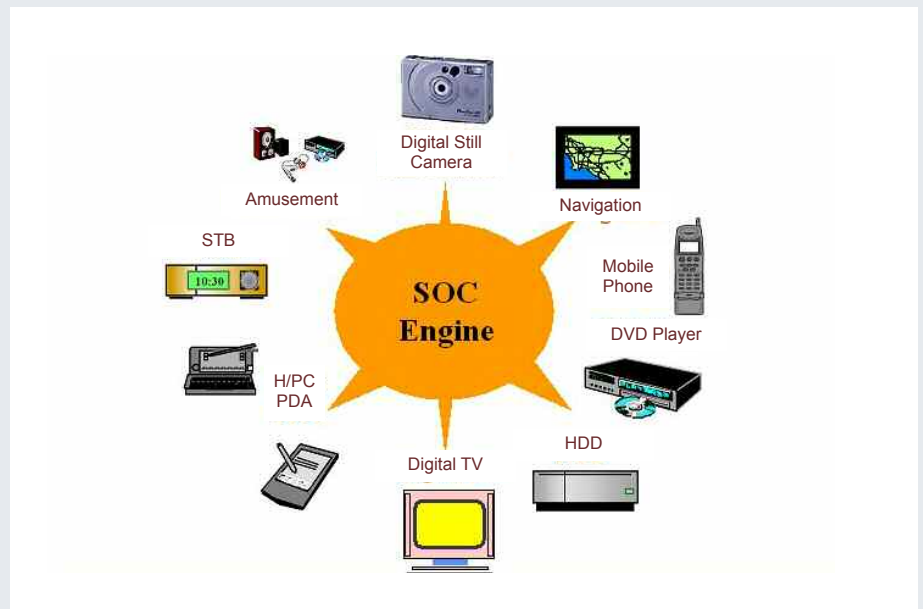 Digital Still
Camera
Amusement
Navigation
STB
10:30
Mobile
Phone
SOC
Engine
DVD Player
H/PC
PDA
HDD
Digital TV